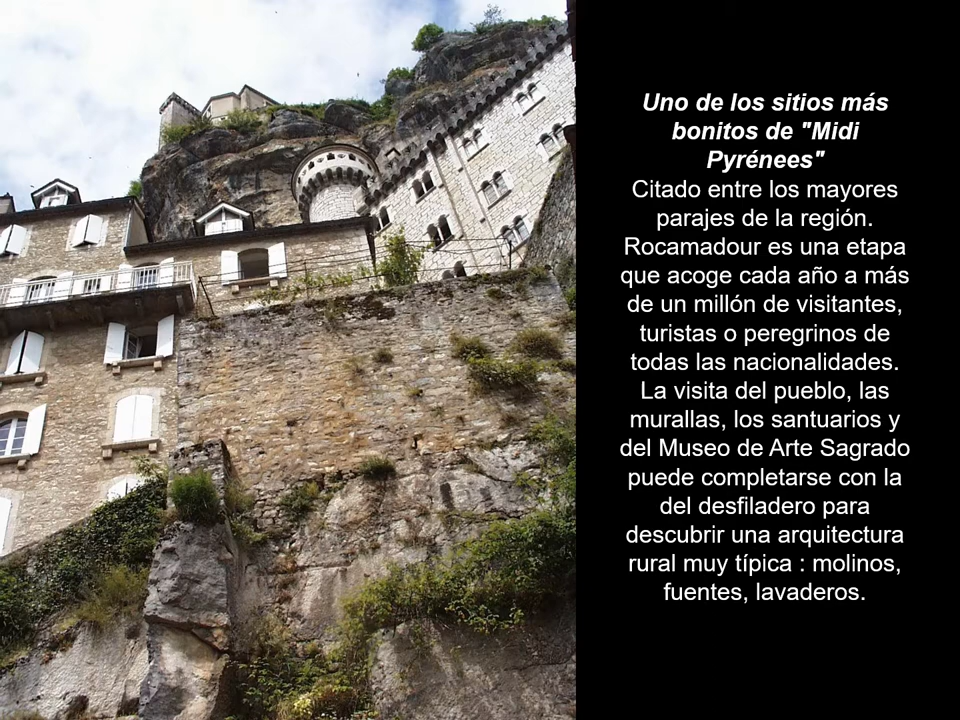 Uno de los sitios más
bonitos de "Midi
Pyrénees"
Citado entre los mayores
parajes de la región.
Rocamadour es una etapa
que acoge cada año a más
de un millón de visitantes,
turistas o peregrinos de
todas las nacionalidades.
La visita del pueblo, las
murallas, los santuarios y
del Museo de Arte Sagrado
puede completarse con la
del desfiladero para
descubrir una arquitectura
rural muy típica : molinos,
fuentes, lavaderos.